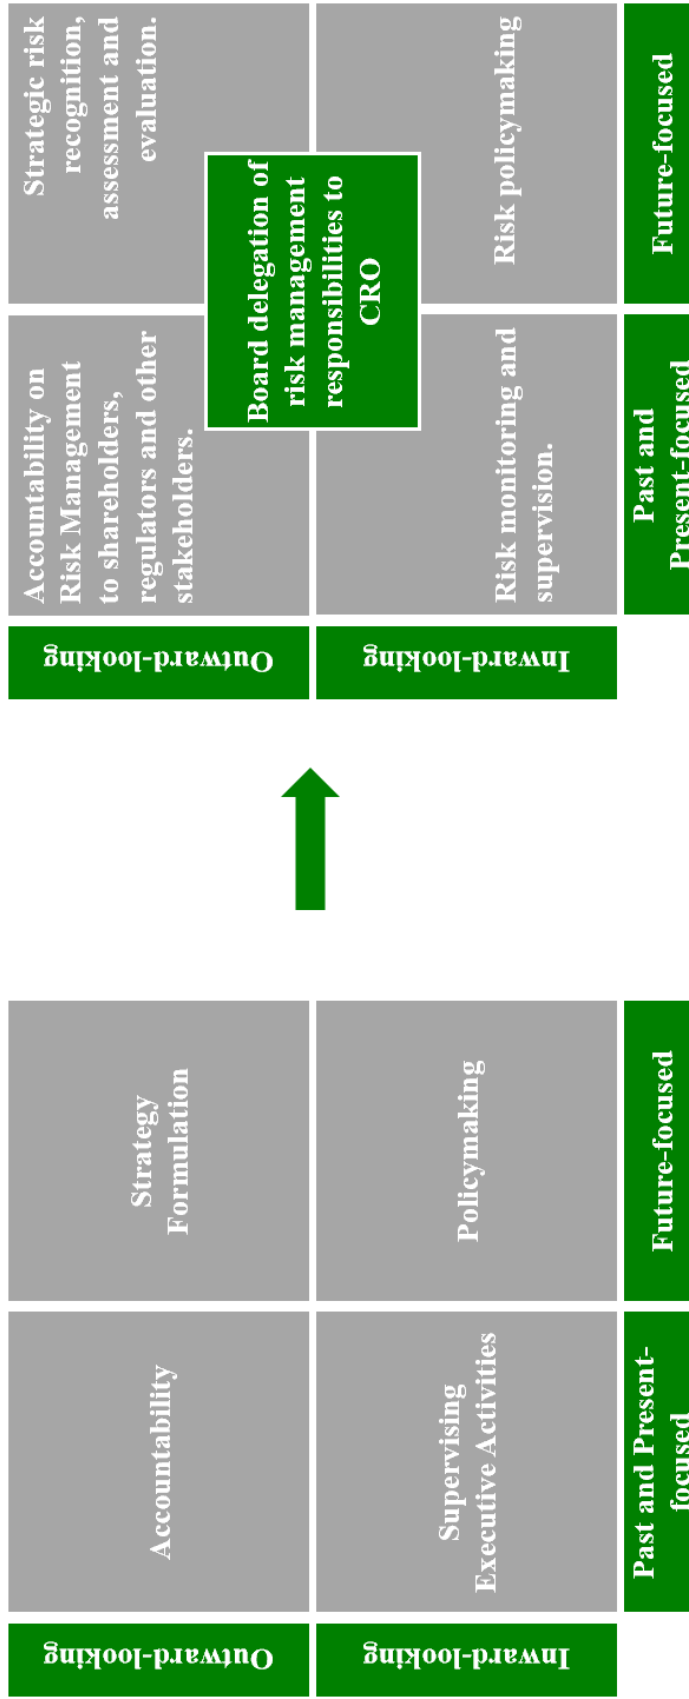 Outward-looking
Accountability
Strategy
Formulation
Inward-looking
Supervising
Executive Activities
Policymaking
Past and Present-
focused
Future-focused
Outward-looking
Accountability on
Risk Management
to shareholders,
regulators and other
stakeholders.
Strategic risk
recognition,
assessment and
evaluation.
Board delegation of
risk management
responsibilities to
CRO
Inward-looking
Risk monitoring and
supervision.
Risk policymaking
Past and
Present-focused
Future-focused